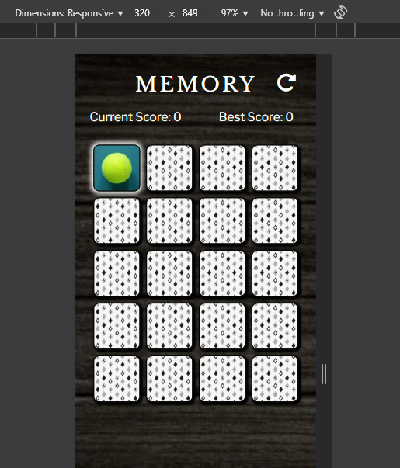 Dimensions: Responsive 320 x 849 97% No throttling
MEMORY
Current Score: 0 Best Score: 0